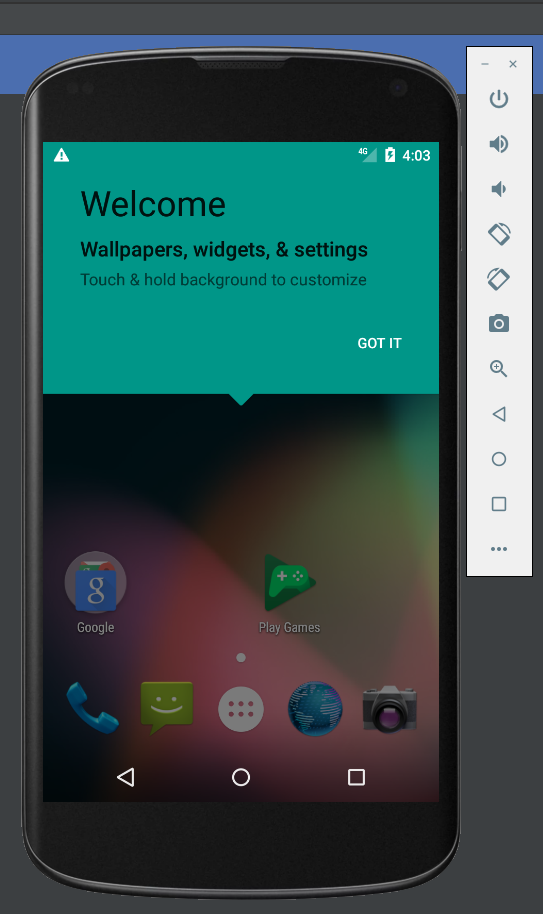 4G 4:03
Welcome
Wallpapers, widgets, & settings
Touch & hold background to customize
GOT IT
g
Google
Play Games